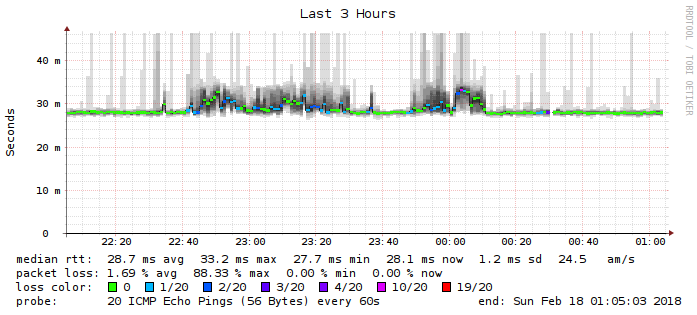 Last 3 Hours
RRDTOOL / TOBI OETIKER
Seconds
40 m
30 m
20 m
10 m
0
22:20 22:40 23:00 23:20 23:40 00:00 00:20 00:40 01:00
median rtt: 28.7 ms avg 33.2 ms max 27.7 ms min 28.1 ms now 1.2 ms sd 24.5 am/s
packet loss: 1.69 % avg 88.33 % max 0.00 % min 0.00 % now
loss color: 0 1/20 2/20 3/20 4/20 10/20 19/20
probe: 20 ICMP Echo Pings (56 Bytes) every 60s end: Sun Feb 18 01:05:03 2018